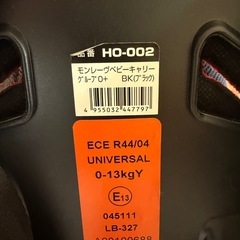 品番 HO-002
モンレーヴベビーキャリー
グループ0+ BK(ブラック)
4 955032 447797
ECE R44/04
UNIVERSAL
0-13kgY
E13
045111
LB-327